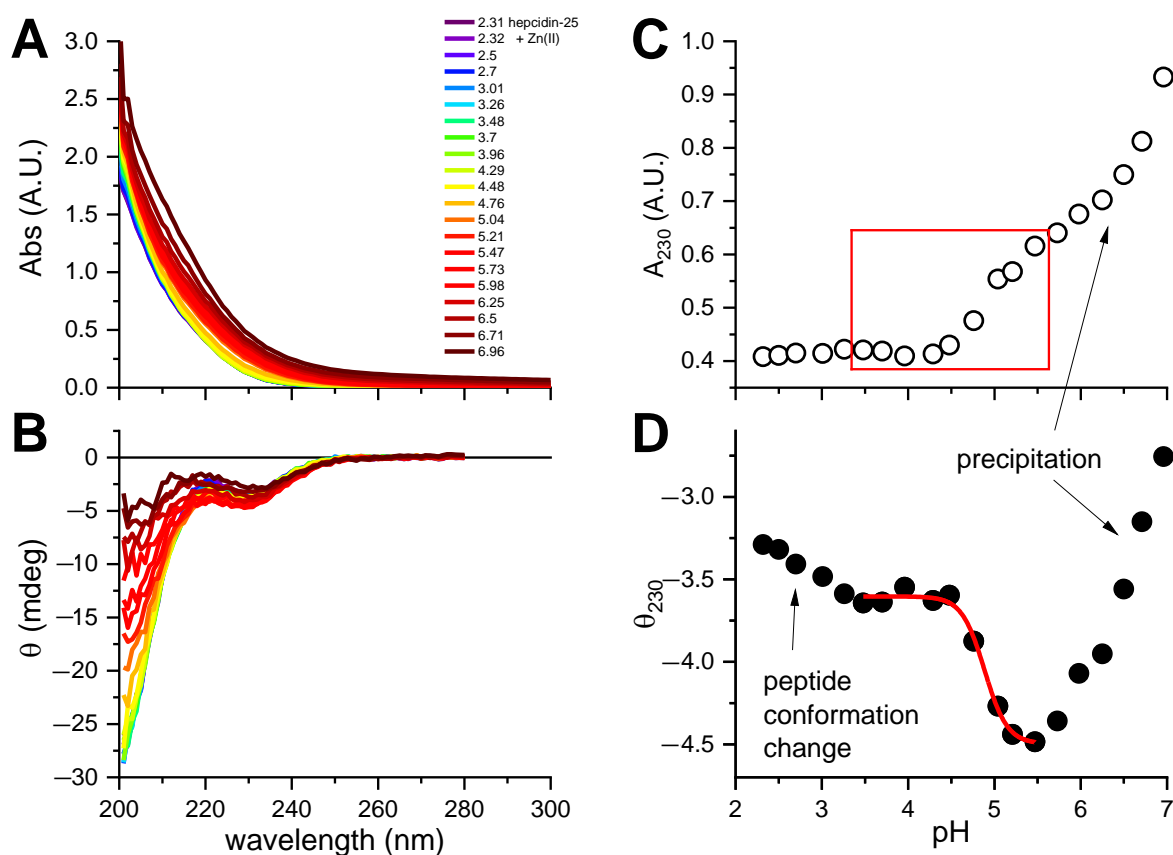 A
3.0
2.5
2.0
1.5
1.0
0.5
0.0
Abs (A.U.)
2.31 hepcidin-25
2.32 + Zn(II)
2.5
2.7
3.01
3.26
3.48
3.7
3.96
4.29
4.48
4.76
5.04
5.21
5.47
5.73
5.98
6.25
6.5
6.71
6.96
B
0
−5
−10
−15
−20
−25
−30
θ (mdeg)
200 220 240 260 280 300
wavelength (nm)
C
1.0
0.9
0.8
0.7
0.6
0.5
0.4
A230 (A.U.)
D
precipitation
−3.0
−3.5
−4.0
−4.5
θ230
peptide
conformation
change
2 3 4 5 6 7
pH